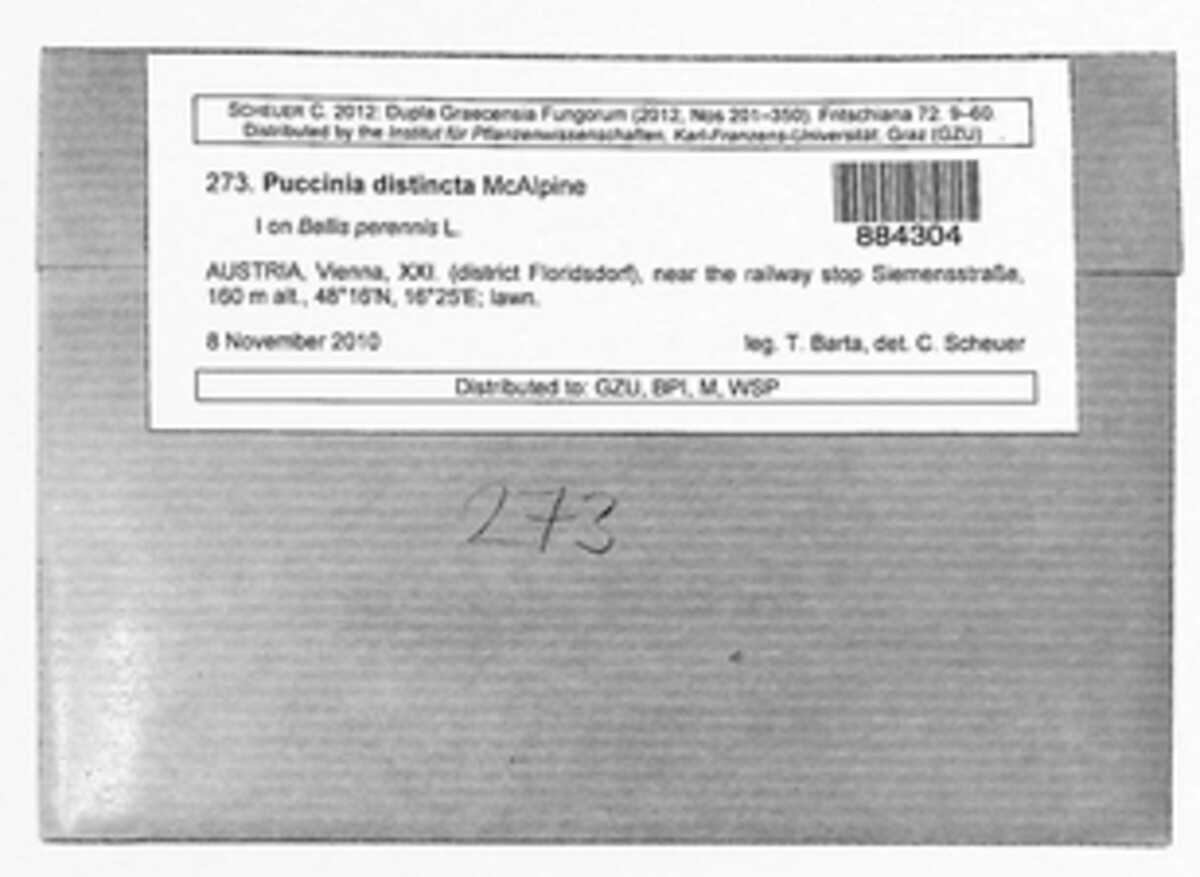 SCHEUER C. 2012: Dupla Graecensia Fungorum (2012, Nos 201–350). Fritschiana 72: 9–60.
Distributed by the Institut für Pflanzenwissenschaften, Karl-Franzens-Universität, Graz (GZU)
273. Puccinia distincta McAlpine
I on Bellis perennis L.
884304
AUSTRIA, Vienna, XXI. (district Floridsdorf), near the railway stop Siemensstraße,
160 m alt., 48°16'N, 16°25'E; lawn.
8 November 2010 leg. T. Barta, det. C. Scheuer
Distributed to: GZU, BPI, M, WSP
273